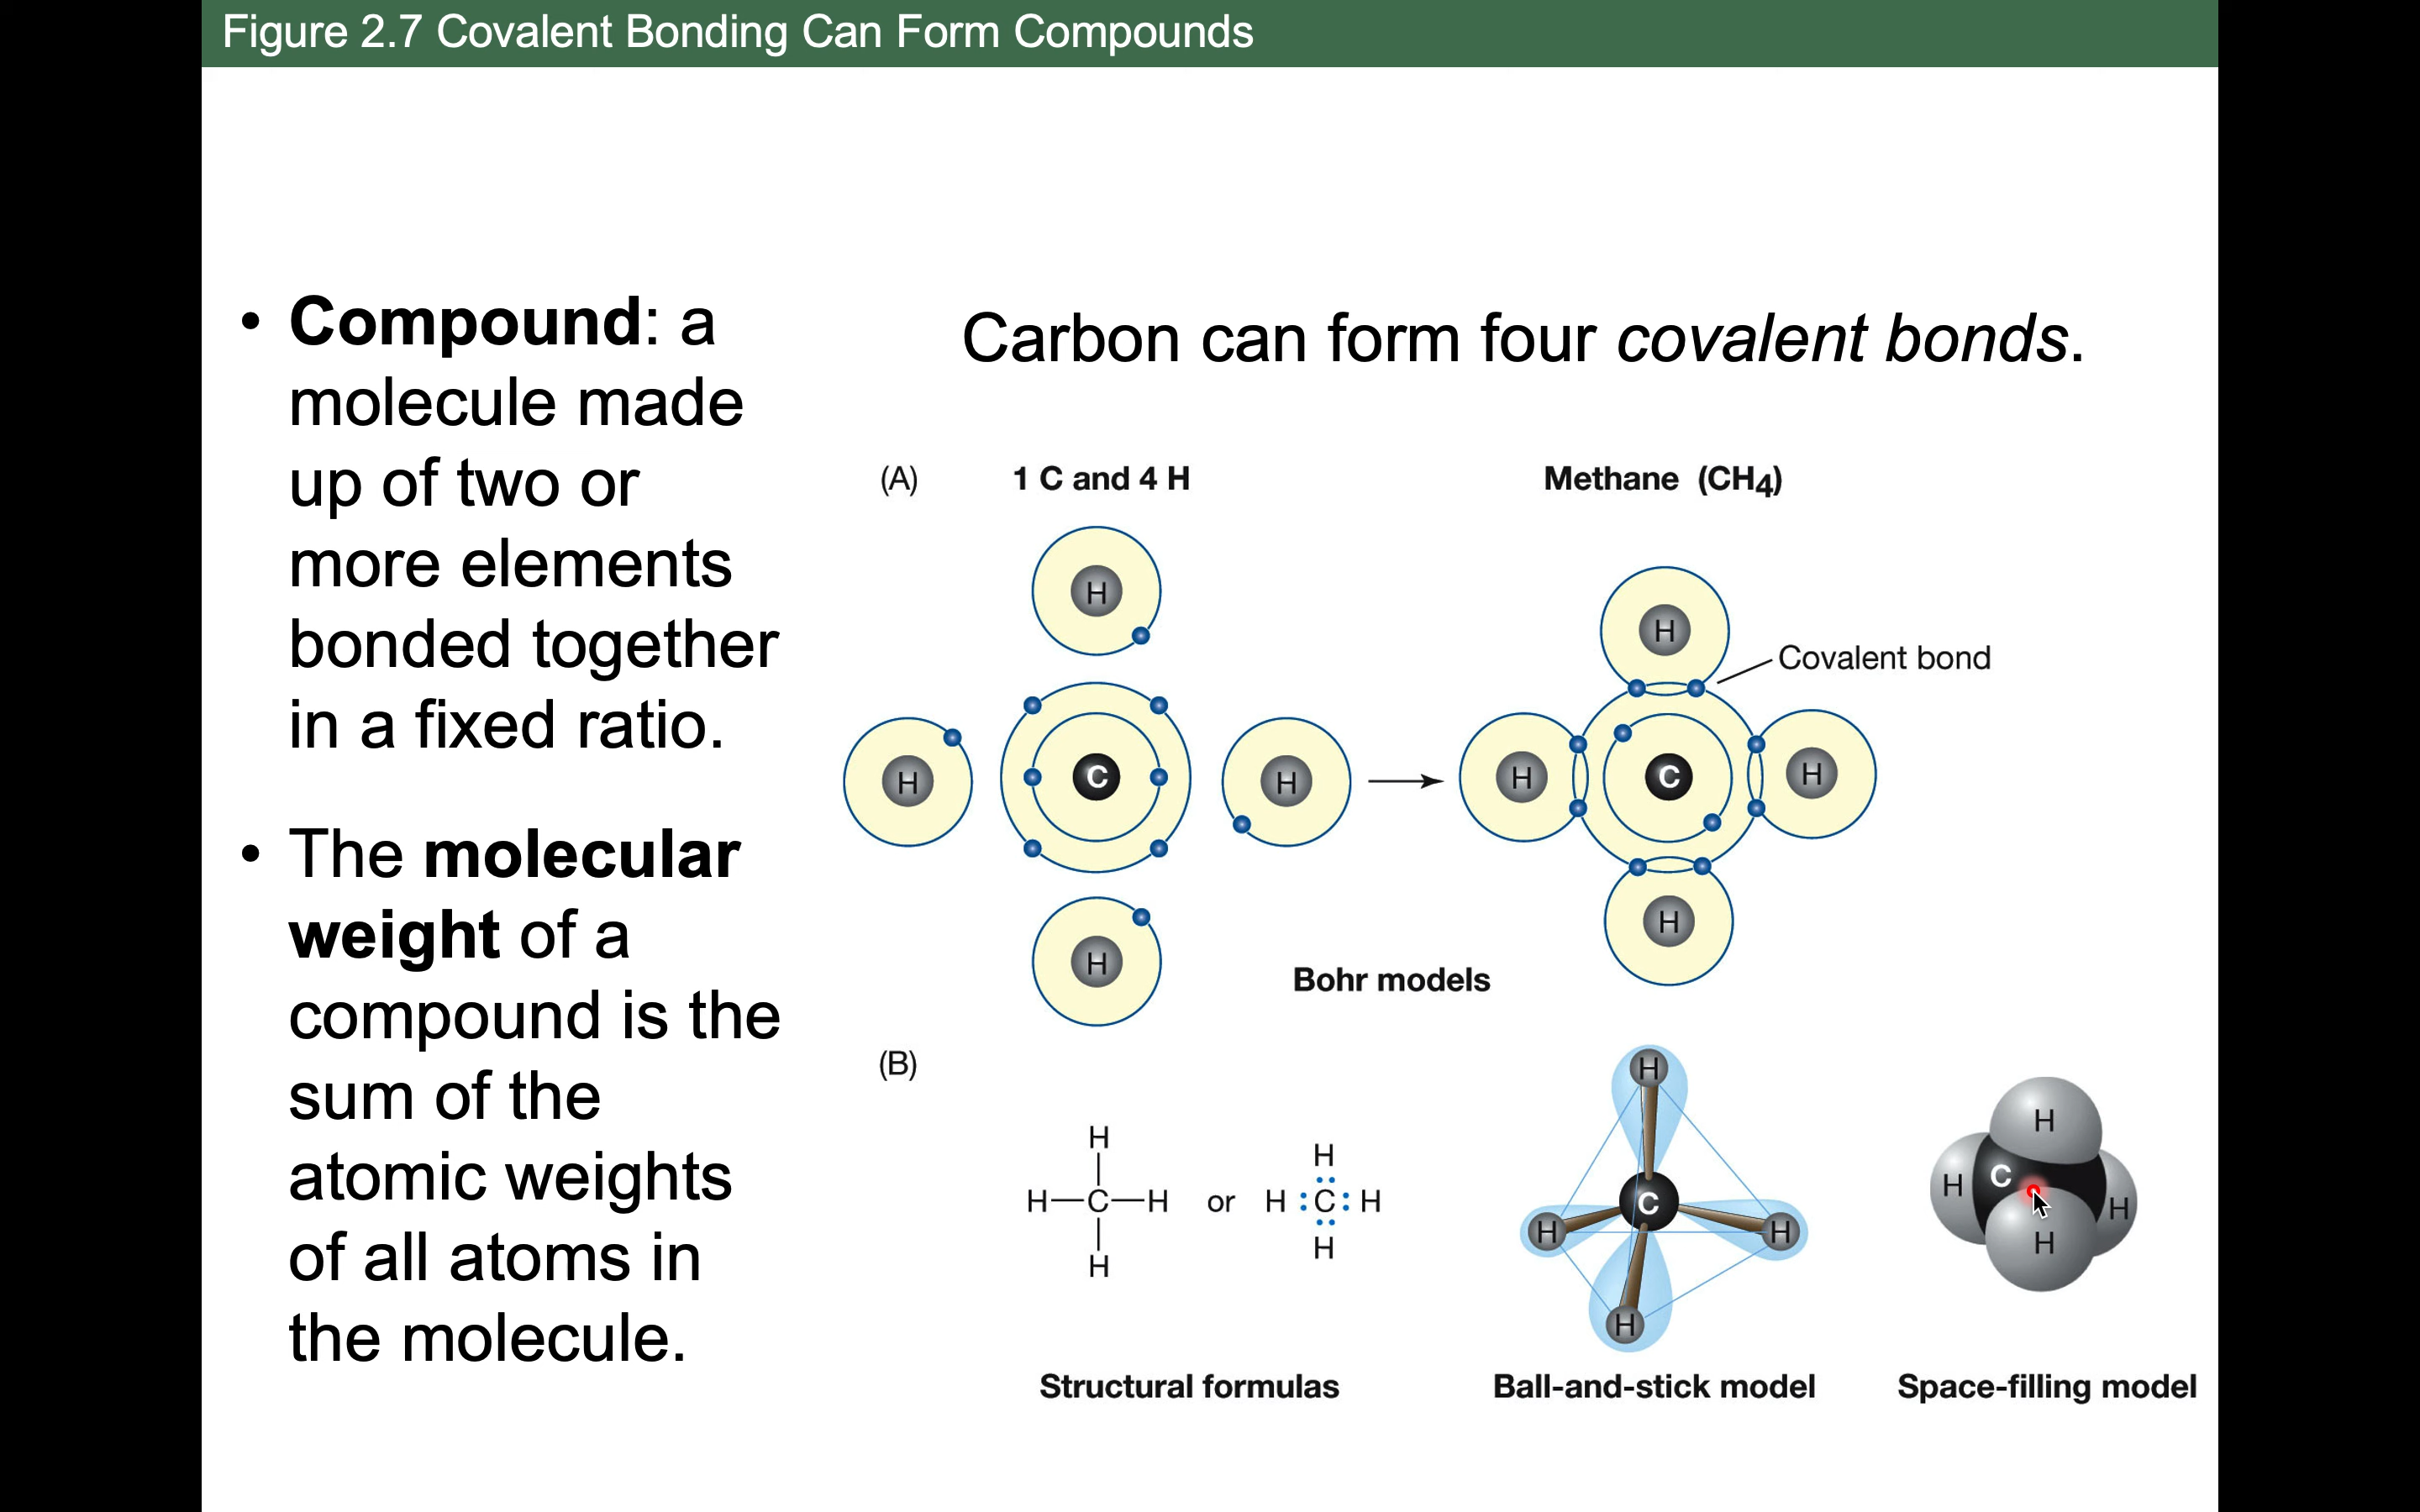 Figure 2.7 Covalent Bonding Can Form Compounds
• Compound: a
molecule made
up of two or
more elements
bonded together
in a fixed ratio.
• The molecular
weight of a
compound is the
sum of the
atomic weights
of all atoms in
the molecule.
Carbon can form four covalent bonds.
(A) 1 C and 4 H
H
H
C
H
H
Methane (CH4)
H
Covalent bond
H
C
H
H
Bohr models
(B)
H
H—C—H
H
or
H
H : C : H
H
Structural formulas
H
C
H
H
H
Ball-and-stick model
H
C
H
H
H
Space-filling model